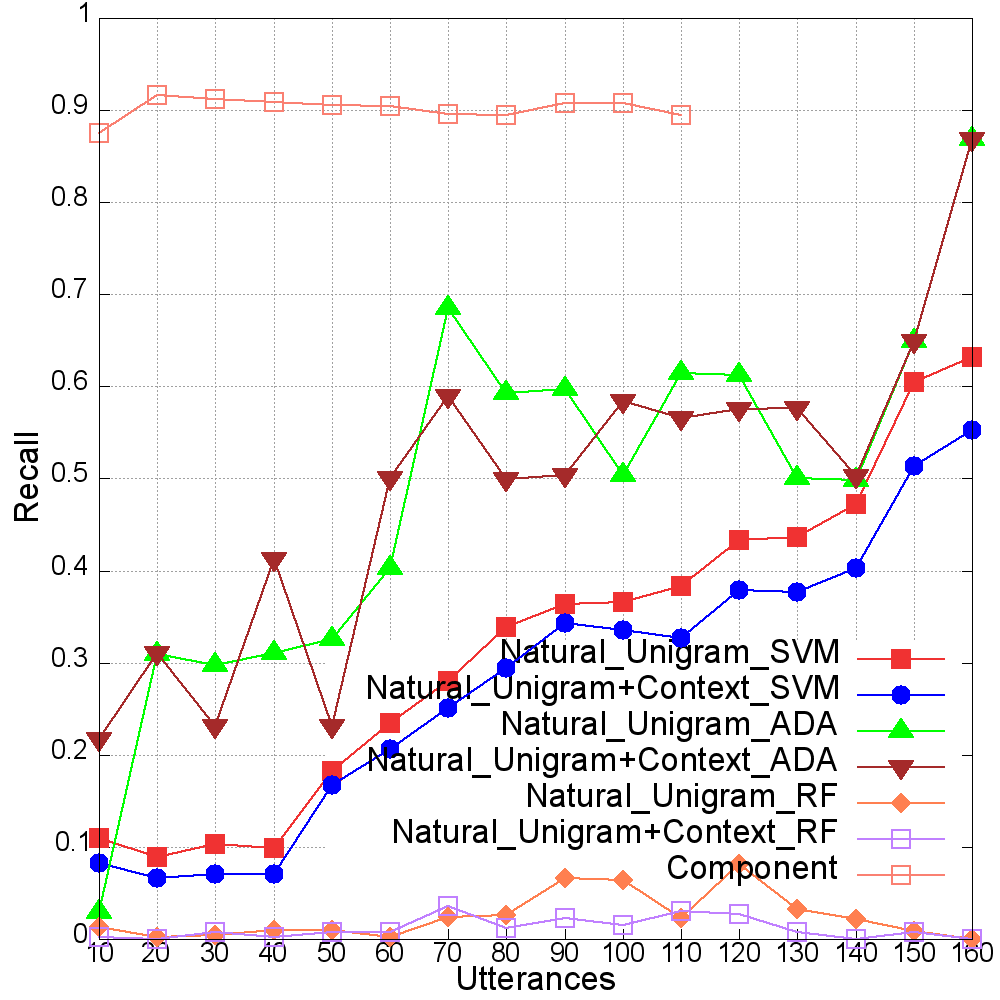 1
0.9
0.8
0.7
0.6
0.5
0.4
0.3
0.2
0.1
0
Recall
Natural_Unigram_SVM
Natural_Unigram+Context_SVM
Natural_Unigram_ADA
Natural_Unigram+Context_ADA
Natural_Unigram_RF
Natural_Unigram+Context_RF
Component
10 20 30 40 50 60 70 80 90 100 110 120 130 140 150 160
Utterances